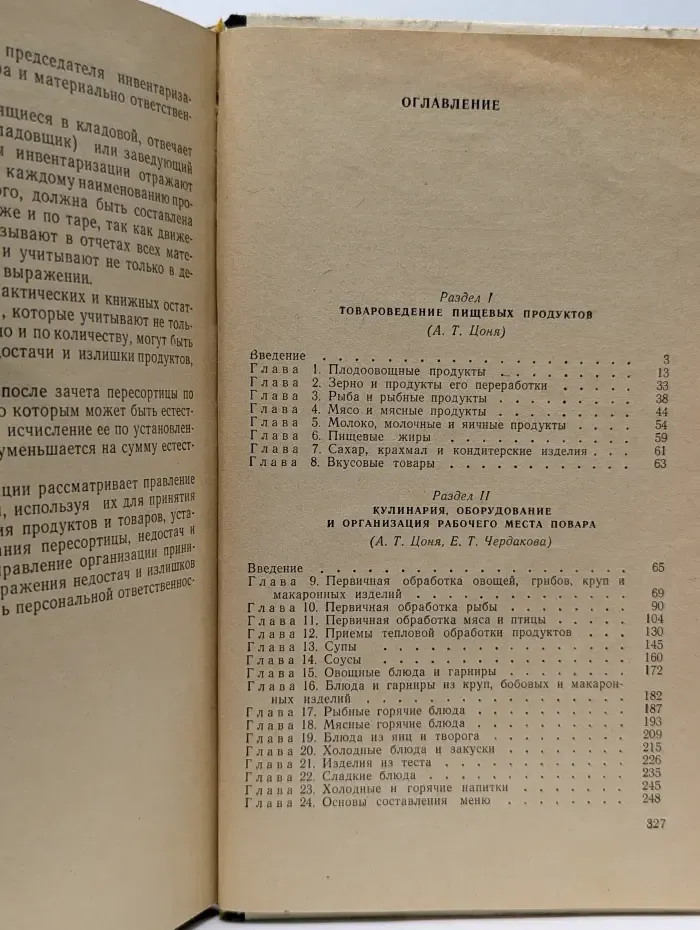 председателя инвентариза-
ра и материально ответствен-
ящиеся в кладовой, отвечает
ладовщик) или заведующий
и инвентаризации отражают
каждому наименованию про-
ого, должна быть составлена
же и по таре, так как движе-
зывают в отчетах всех мате-
и учитывают не только в де-
выражении.
актических и книжных остат-
, которые учитывают не толь-
но и по количеству, могут быть
достачи и излишки продуктов,
после зачета пересортицы по
о которым может быть естест-
исчисление ее по установлен-
уменьшается на сумму естест-
ции рассматривает правление
, используя их для принятия
ия продуктов и товаров, уста-
ания пересортицы, недостач и
правление организации прини-
ражения недостач и излишков
ь персональной ответственнос-
ОГЛАВЛЕНИЕ
Раздел I
ТОВАРОВЕДЕНИЕ ПИЩЕВЫХ ПРОДУКТОВ
(А. Т. Цоня)
Введение . . . . . . . . . . . . . . . . . 3
Глава 1. Плодоовощные продукты . . . . . . . . 13
Глава 2. Зерно и продукты его переработки . . . . . 33
Глава 3. Рыба и рыбные продукты . . . . . . . . 38
Глава 4. Мясо и мясные продукты . . . . . . . . 44
Глава 5. Молоко, молочные и яичные продукты . . . . 54
Глава 6. Пищевые жиры . . . . . . . . . . . 59
Глава 7. Сахар, крахмал и кондитерские изделия . . . 61
Глава 8. Вкусовые товары . . . . . . . . . . 63
Раздел II
КУЛИНАРИЯ, ОБОРУДОВАНИЕ
И ОРГАНИЗАЦИЯ РАБОЧЕГО МЕСТА ПОВАРА
(А. Т. Цоня, Е. Т. Чердакова)
Введение . . . . . . . . . . . . . . . . 65
Глава 9. Первичная обработка овощей, грибов, круп и
макаронных изделий . . . . . . . . . . . 69
Глава 10. Первичная обработка рыбы . . . . . . . 90
Глава 11. Первичная обработка мяса и птицы . . . . 104
Глава 12. Приемы тепловой обработки продуктов . . . 130
Глава 13. Супы . . . . . . . . . . . . . 145
Глава 14. Соусы . . . . . . . . . . . . . 160
Глава 15. Овощные блюда и гарниры . . . . . . . 172
Глава 16. Блюда и гарниры из круп, бобовых и макарон-
ных изделий . . . . . . . . . . . . . . 182
Глава 17. Рыбные горячие блюда . . . . . . . . 187
Глава 18. Мясные горячие блюда . . . . . . . . 193
Глава 19. Блюда из яиц и творога . . . . . . . . 209
Глава 20. Холодные блюда и закуски . . . . . . . 215
Глава 21. Изделия из теста . . . . . . . . . . 226
Глава 22. Сладкие блюда . . . . . . . . . . . 235
Глава 23. Холодные и горячие напитки . . . . . . 245
Глава 24. Основы составления меню . . . . . . . 248
327